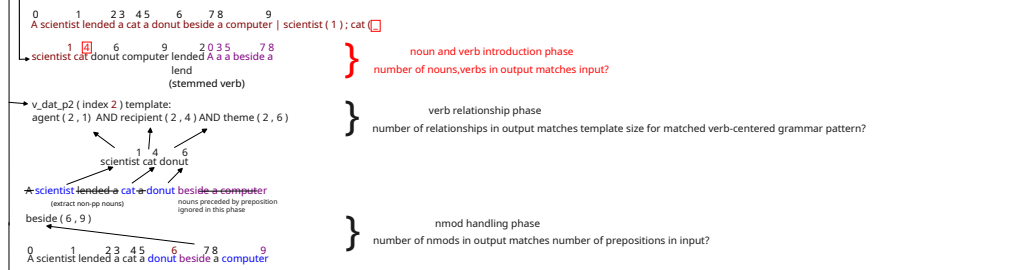 0 1 2 3 4 5 6 7 8 9
A scientist lended a cat a donut beside a computer | scientist ( 1 ) ; cat (_
1 4 6 9 2 0 3 5 7 8
scientist cat donut computer lended A a a beside a
lend
(stemmed verb)
noun and verb introduction phase
number of nouns,verbs in output matches input?
v_dat_p2 ( index 2 ) template:
agent ( 2 , 1) AND recipient ( 2 , 4 ) AND theme ( 2 , 6 )
verb relationship phase
number of relationships in output matches template size for matched verb-centered grammar pattern?
1 4 6
scientist cat donut
A scientist lended a cat a donut beside a computer
(extract non-pp nouns)
nouns preceded by preposition
ignored in this phase
beside ( 6 , 9 )
nmod handling phase
number of nmods in output matches number of prepositions in input?
0 1 2 3 4 5 6 7 8 9
A scientist lended a cat a donut beside a computer